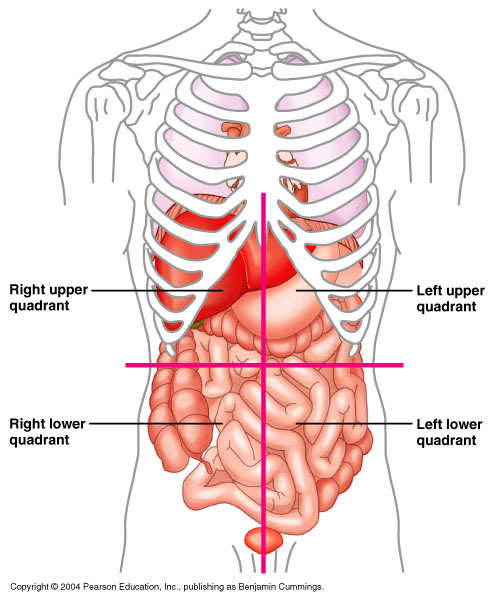 Right upper
quadrant
Left upper
quadrant
Right lower
quadrant
Left lower
quadrant
Copyright © 2004 Pearson Education, Inc., publishing as Benjamin Cummings.